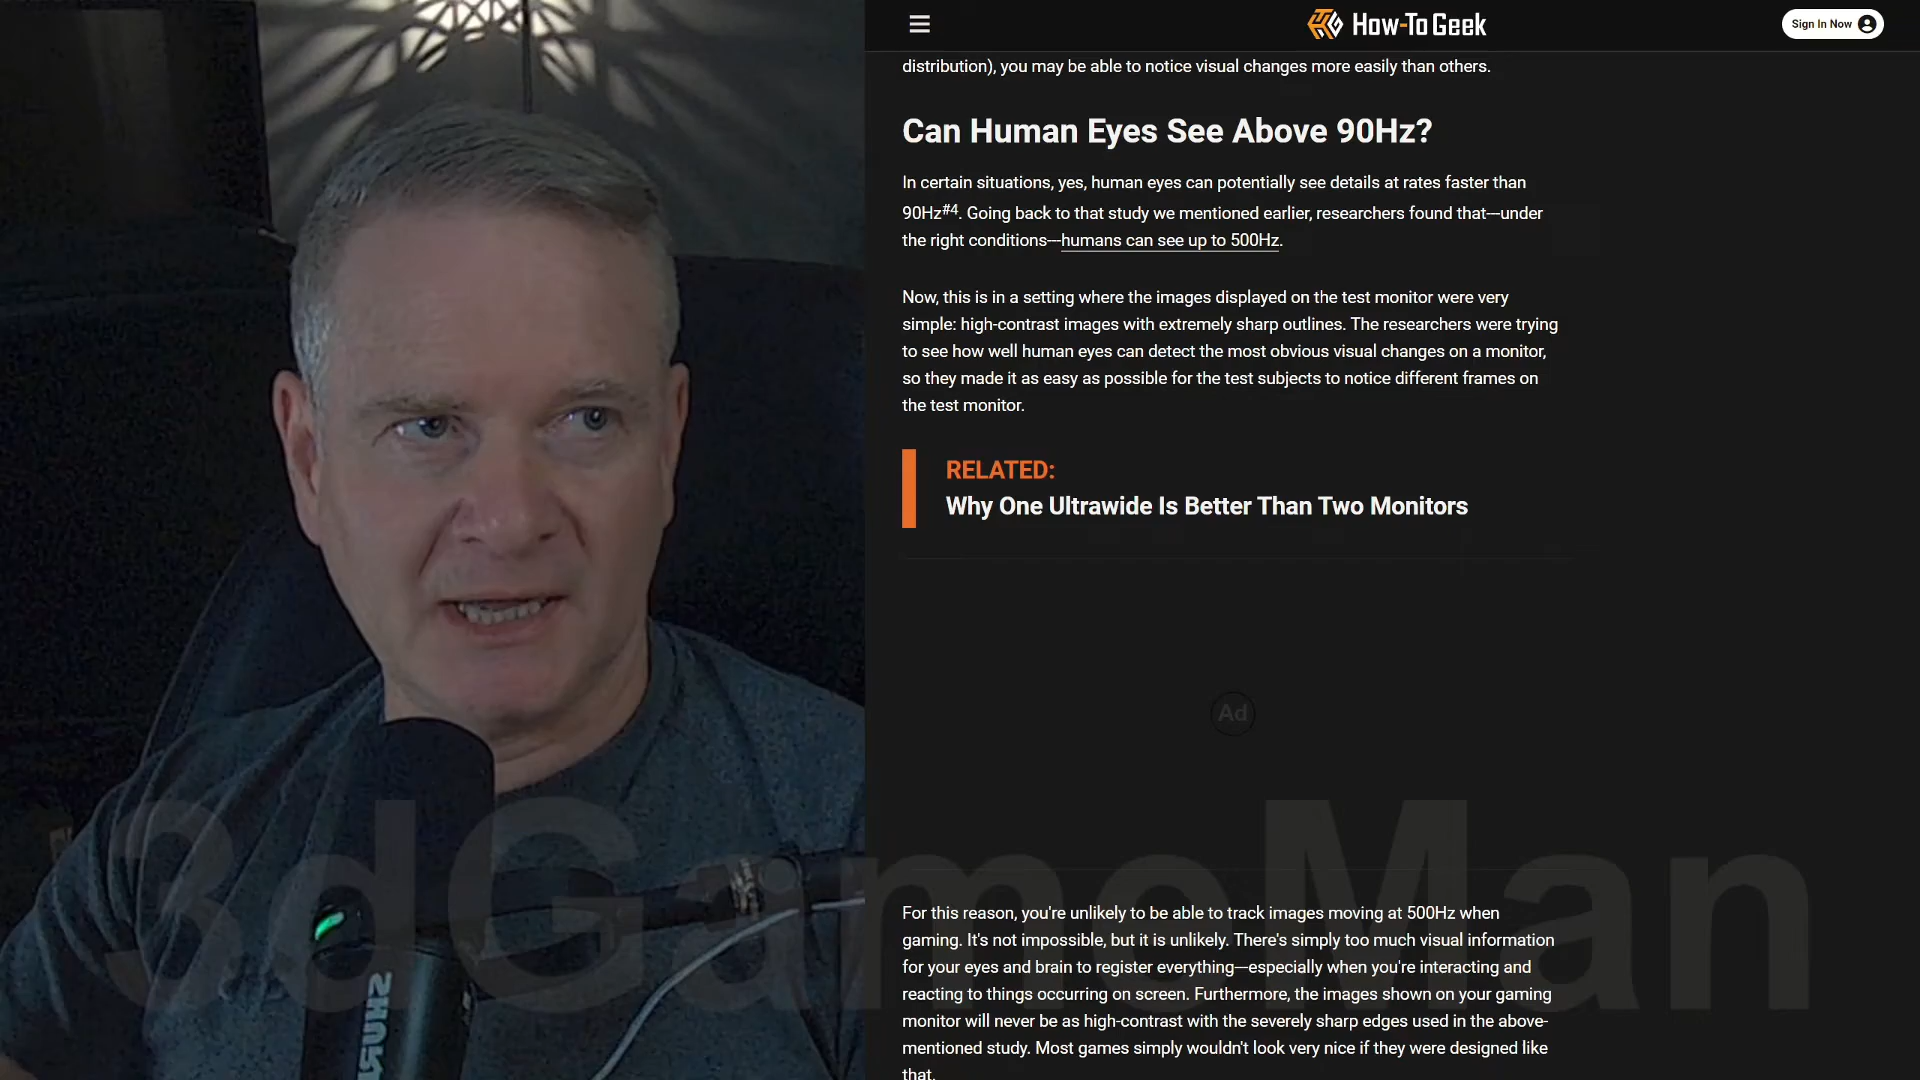 How-To Geek
Sign In Now
distribution), you may be able to notice visual changes more easily than others.
Can Human Eyes See Above 90Hz?
In certain situations, yes, human eyes can potentially see details at rates faster than
90Hz#4. Going back to that study we mentioned earlier, researchers found that—under
the right conditions—humans can see up to 500Hz.
Now, this is in a setting where the images displayed on the test monitor were very
simple: high-contrast images with extremely sharp outlines. The researchers were trying
to see how well human eyes can detect the most obvious visual changes on a monitor,
so they made it as easy as possible for the test subjects to notice different frames on
the test monitor.
RELATED:
Why One Ultrawide Is Better Than Two Monitors
Ad
3dGameMan
For this reason, you're unlikely to be able to track images moving at 500Hz when
gaming. It's not impossible, but it is unlikely. There's simply too much visual information
for your eyes and brain to register everything—especially when you're interacting and
reacting to things occurring on screen. Furthermore, the images shown on your gaming
monitor will never be as high-contrast with the severely sharp edges used in the above-
mentioned study. Most games simply wouldn't look very nice if they were designed like
that.
SHURE